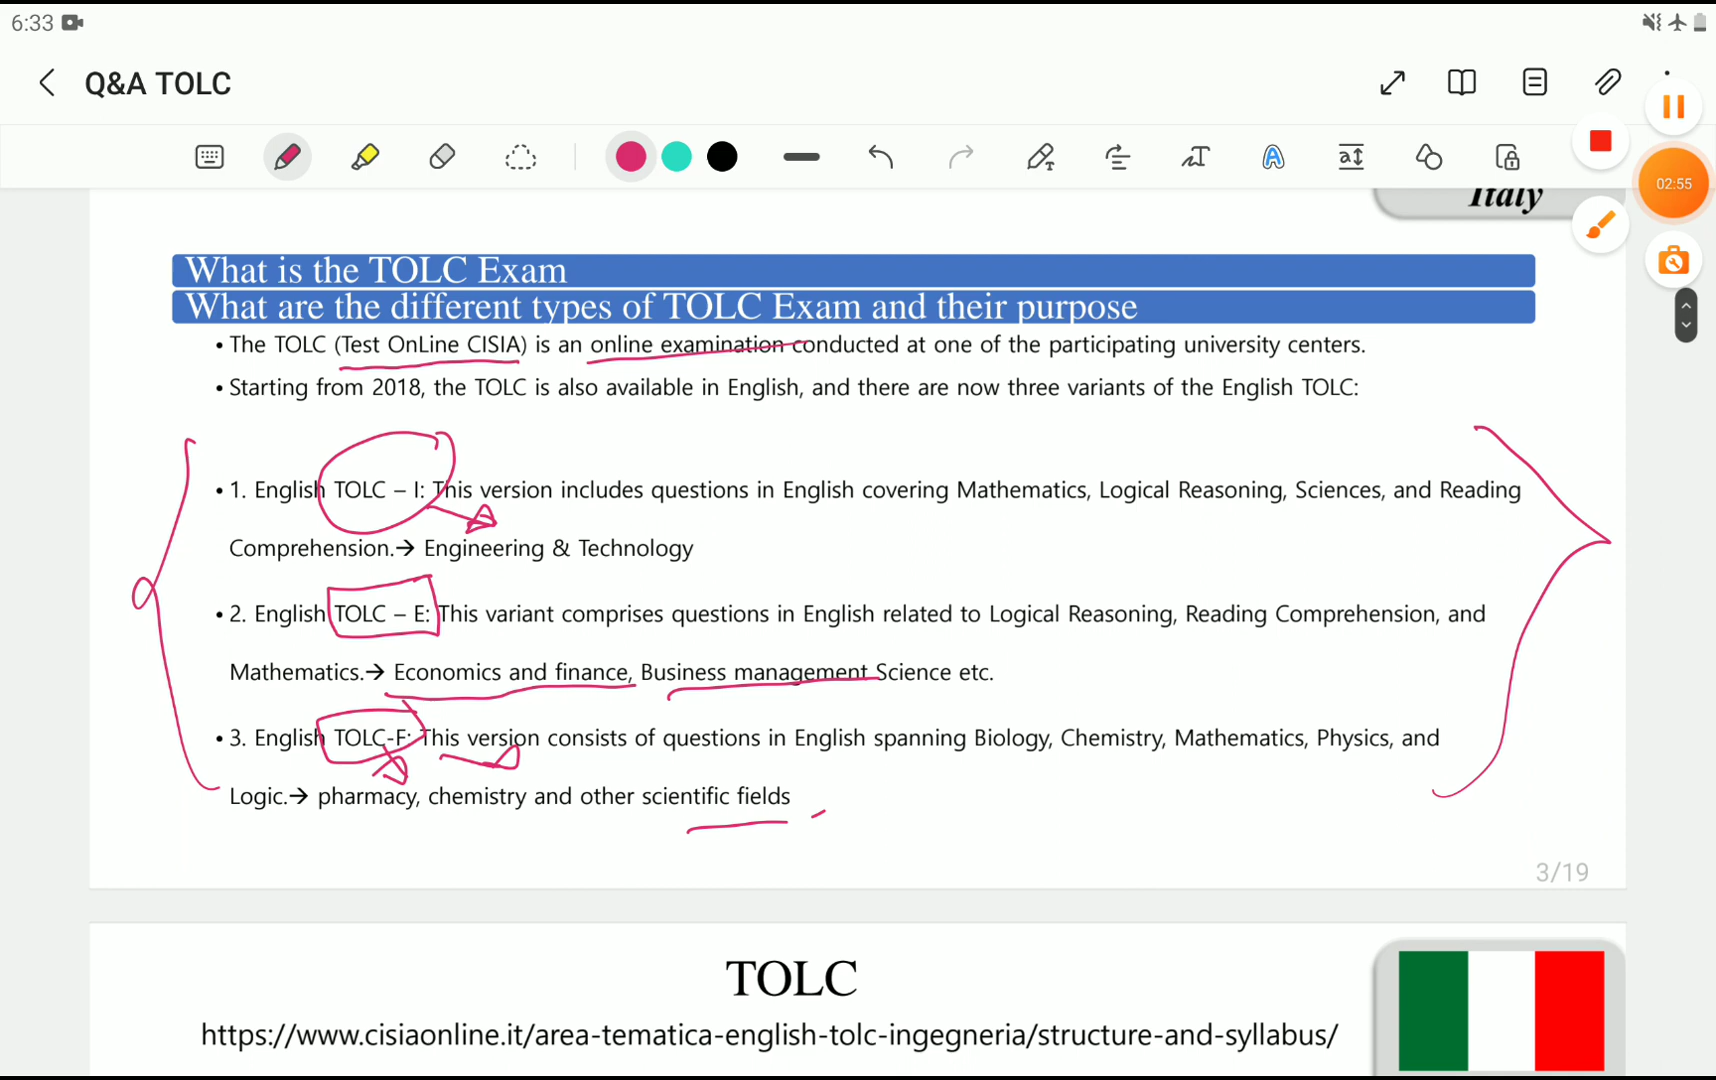 6:33
Q&A TOLC
02:55
Italy
What is the TOLC Exam
What are the different types of TOLC Exam and their purpose
• The TOLC (Test OnLine CISIA) is an online examination conducted at one of the participating university centers.
• Starting from 2018, the TOLC is also available in English, and there are now three variants of the English TOLC:
• 1. English TOLC – I: This version includes questions in English covering Mathematics, Logical Reasoning, Sciences, and Reading
Comprehension.→ Engineering & Technology
• 2. English TOLC – E: This variant comprises questions in English related to Logical Reasoning, Reading Comprehension, and
Mathematics.→ Economics and finance, Business management Science etc.
• 3. English TOLC-F: This version consists of questions in English spanning Biology, Chemistry, Mathematics, Physics, and
Logic.→ pharmacy, chemistry and other scientific fields
3/19
TOLC
https://www.cisiaonline.it/area-tematica-english-tolc-ingegneria/structure-and-syllabus/